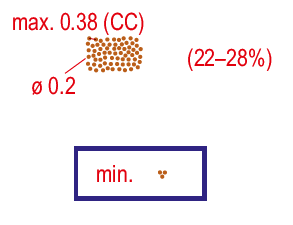 max. 0.38 (CC)
(22–28%)
ø 0.2
min.